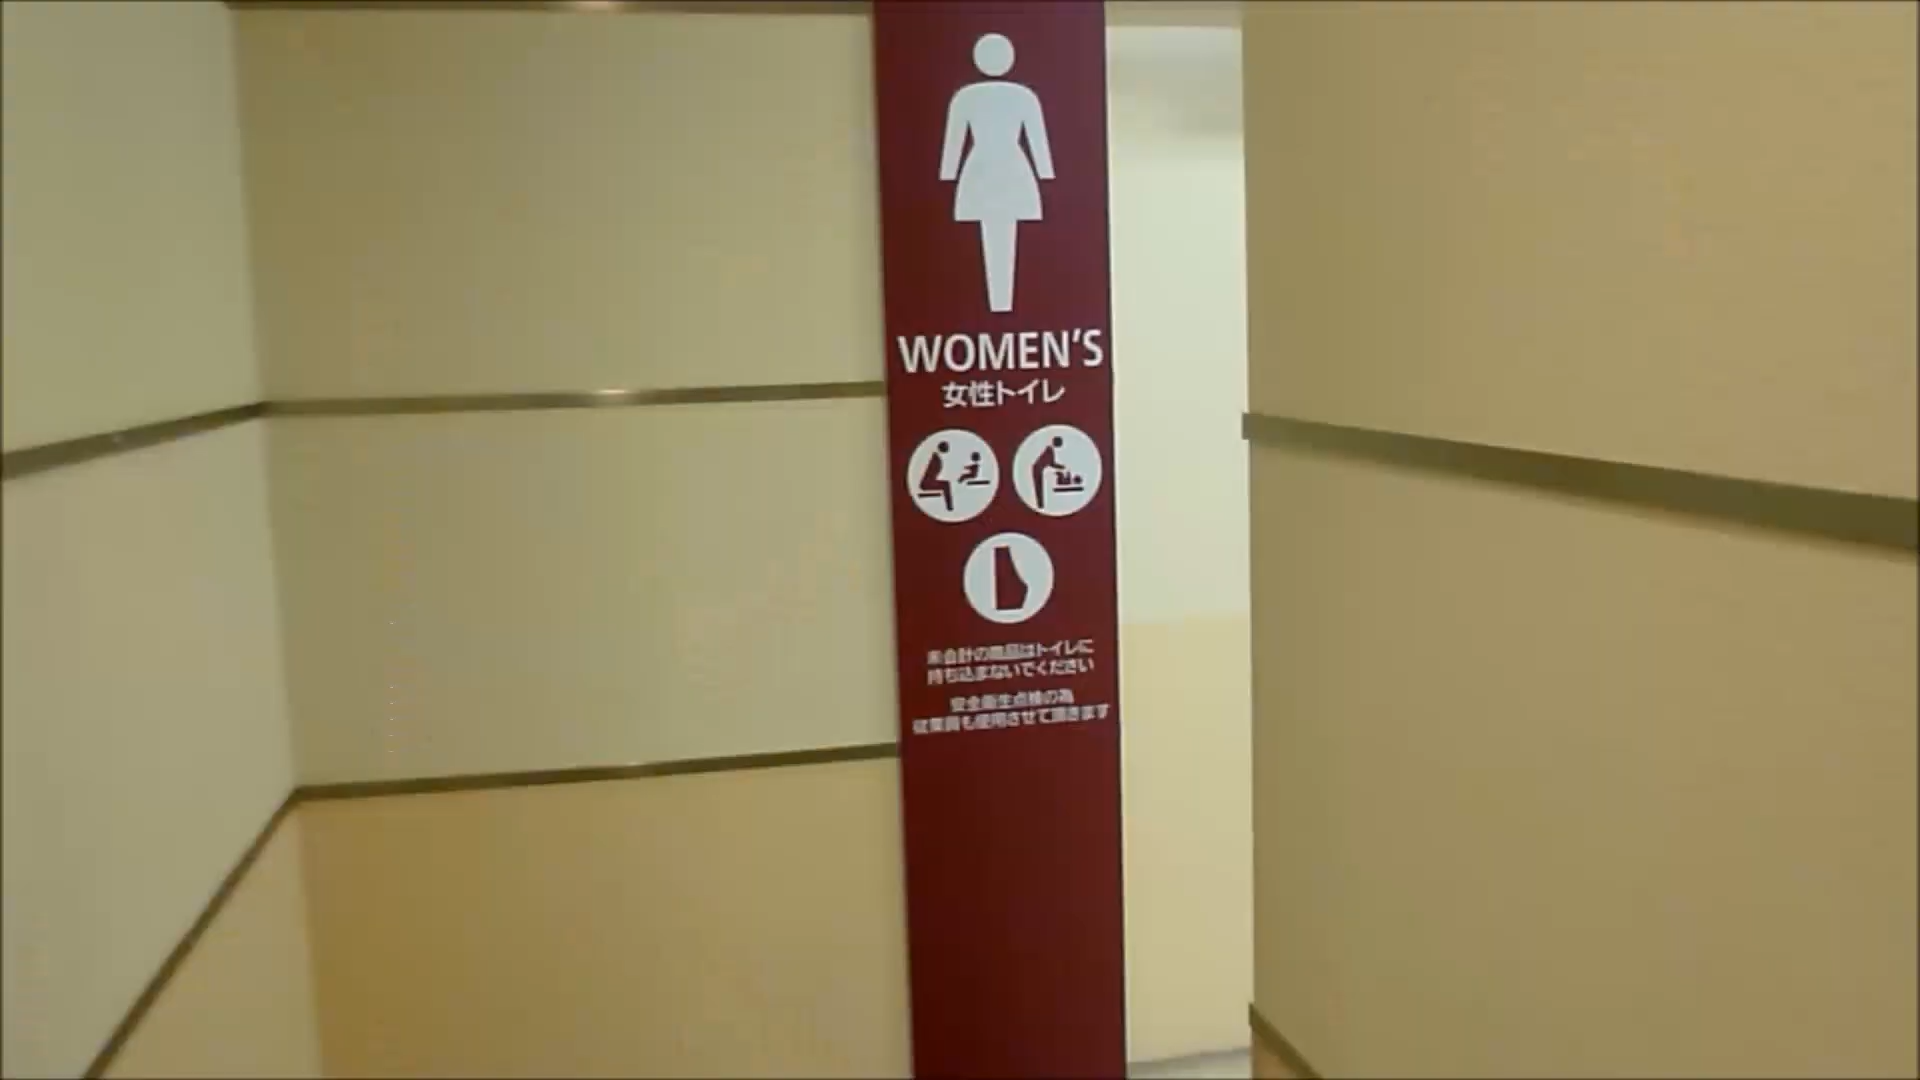 WOMEN'S
女性トイレ
未会計の商品はトイレに
持ち込まないでください
安全衛生点検の為
従業員も使用させて頂きます